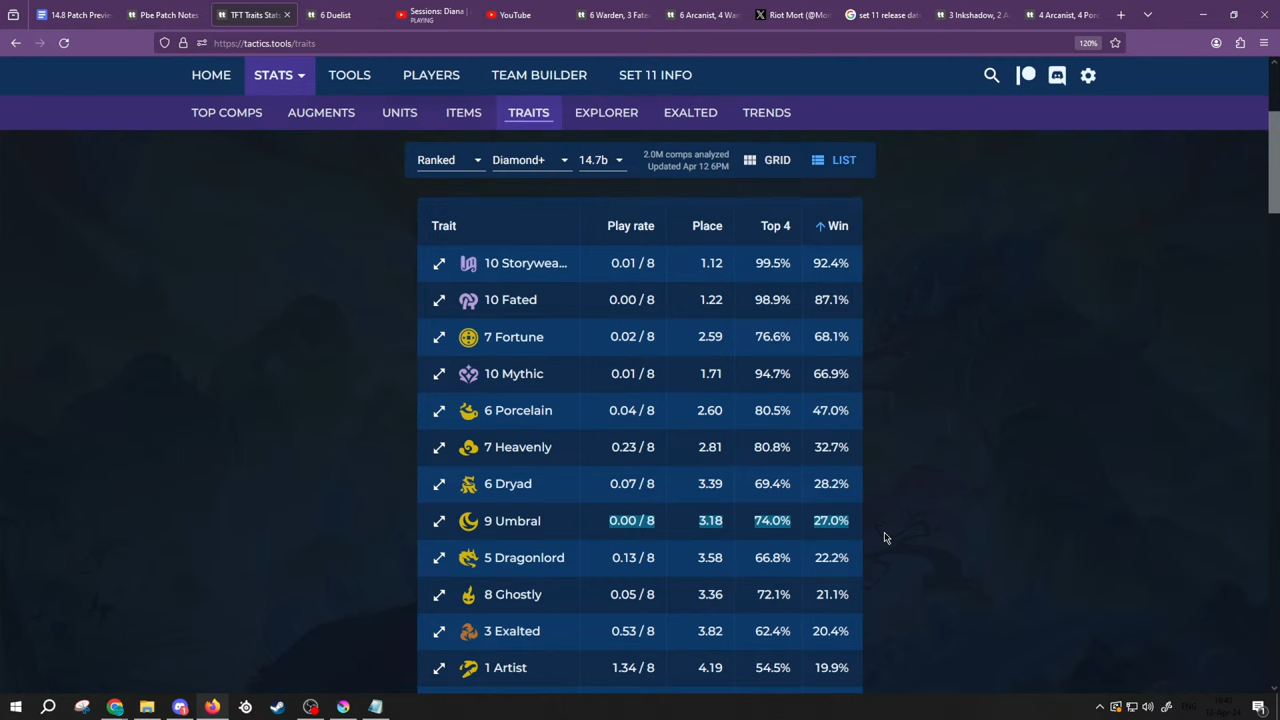 14.8 Patch Previ
Pbe Patch Notes
TFT Traits Stats
6 Duelist
Sessions: Diana
PLAYING
YouTube
6 Warden, 3 Fate
6 Arcanist, 4 War
Riot Mort (@Mo
set 11 release dat
3 Inkshadow, 2 A
4 Arcanist, 4 Por
https://tactics.tools/traits
120%
HOME
STATS
TOOLS
PLAYERS
TEAM BUILDER
SET 11 INFO
TOP COMPS
AUGMENTS
UNITS
ITEMS
TRAITS
EXPLORER
EXALTED
TRENDS
Ranked
Diamond+
14.7b
2.0M comps analyzed
Updated Apr 12 6PM
GRID
LIST
Trait Play rate Place Top 4 Win
10 Storywea... 0.01 / 8 1.12 99.5% 92.4%
10 Fated 0.00 / 8 1.22 98.9% 87.1%
7 Fortune 0.02 / 8 2.59 76.6% 68.1%
10 Mythic 0.01 / 8 1.71 94.7% 66.9%
6 Porcelain 0.04 / 8 2.60 80.5% 47.0%
7 Heavenly 0.23 / 8 2.81 80.8% 32.7%
6 Dryad 0.07 / 8 3.39 69.4% 28.2%
9 Umbral 0.00 / 8 3.18 74.0% 27.0%
5 Dragonlord 0.13 / 8 3.58 66.8% 22.2%
8 Ghostly 0.05 / 8 3.36 72.1% 21.1%
3 Exalted 0.53 / 8 3.82 62.4% 20.4%
1 Artist 1.34 / 8 4.19 54.5% 19.9%
ENG
12-Apr-24